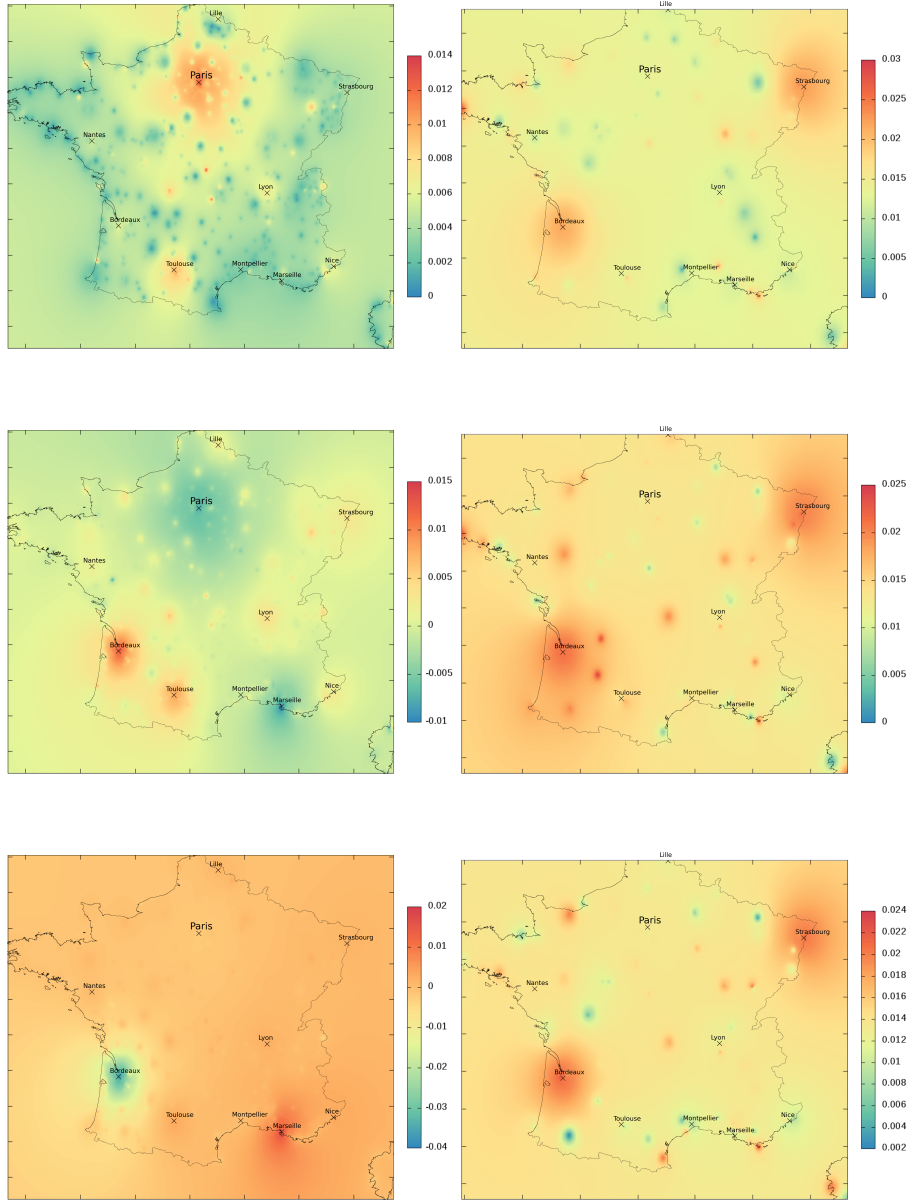 Lille
Paris
Strasbourg
Nantes
Lyon
Bordeaux
Toulouse
Montpellier
Marseille
Nice
0.014
0.012
0.01
0.008
0.006
0.004
0.002
0
Lille
Paris
Strasbourg
Nantes
Lyon
Bordeaux
Toulouse
Montpellier
Marseille
Nice
0.03
0.025
0.02
0.015
0.01
0.005
0
Lille
Paris
Strasbourg
Nantes
Lyon
Bordeaux
Toulouse
Montpellier
Marseille
Nice
0.015
0.01
0.005
0
-0.005
-0.01
Lille
Paris
Strasbourg
Nantes
Lyon
Bordeaux
Toulouse
Montpellier
Marseille
Nice
0.025
0.02
0.015
0.01
0.005
0
Lille
Paris
Strasbourg
Nantes
Lyon
Bordeaux
Toulouse
Montpellier
Marseille
Nice
0.02
0.01
0
-0.01
-0.02
-0.03
-0.04
Lille
Paris
Strasbourg
Nantes
Lyon
Bordeaux
Toulouse
Montpellier
Marseille
Nice
0.024
0.022
0.02
0.018
0.016
0.014
0.012
0.01
0.008
0.006
0.004
0.002